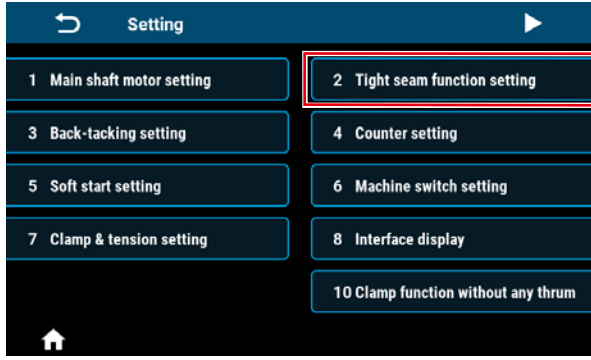 Setting
1 Main shaft motor setting
2 Tight seam function setting
3 Back-tacking setting
4 Counter setting
5 Soft start setting
6 Machine switch setting
7 Clamp & tension setting
8 Interface display
10 Clamp function without any thrum